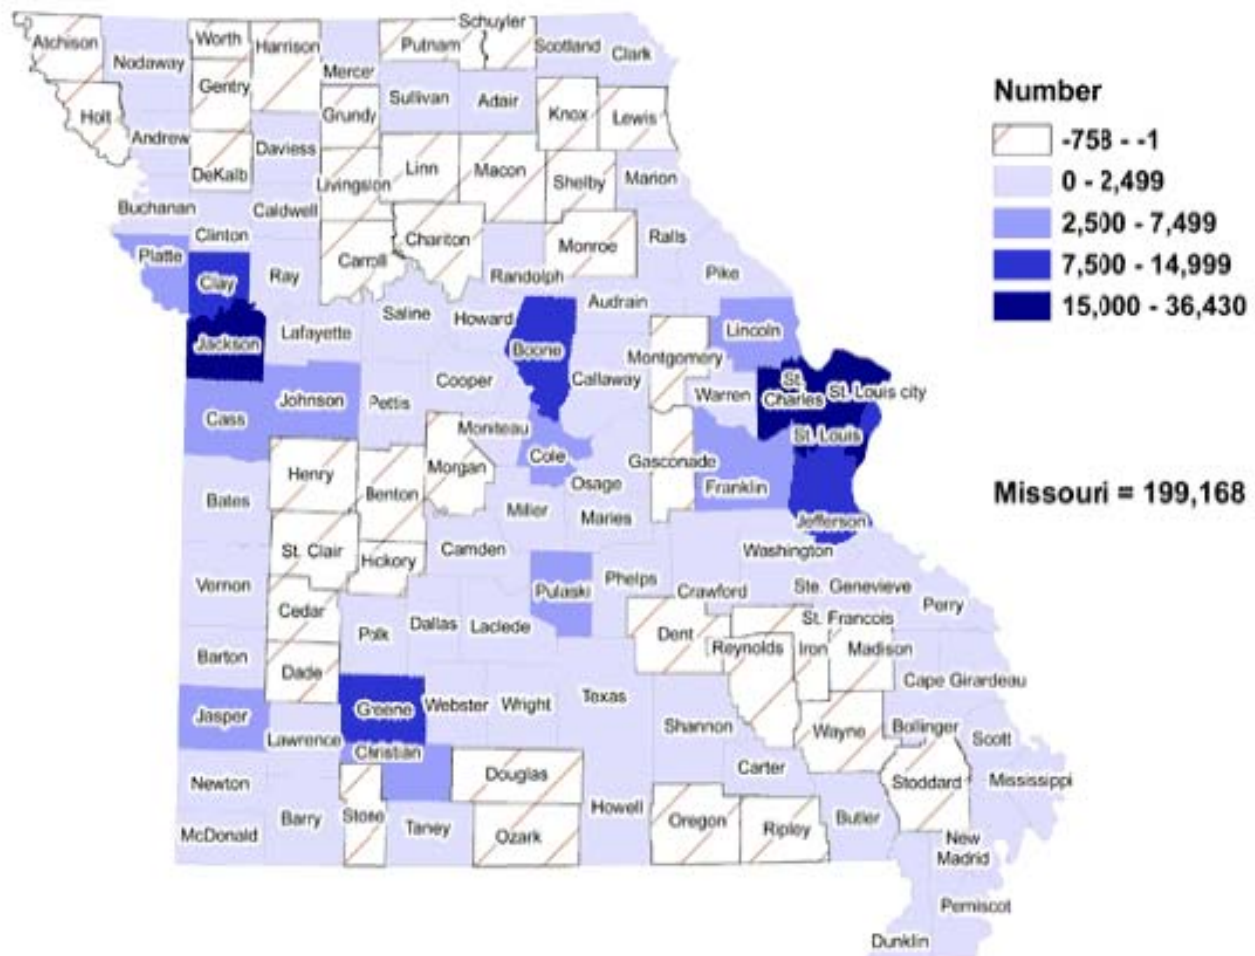 Schuyler
Atchison
Worth
Harrison
Putnam
Scotland
Clark
Nodaway
Mercer
Gentry
Sullivan
Adair
Holt
Grundy
Knox
Lewis
Andrew
Daviess
DeKalb
Livingston
Linn
Macon
Shelby
Marion
Buchanan
Caldwell
Clinton
Chariton
Monroe
Ralls
Platte
Carroll
Clay
Ray
Randolph
Pike
Audrain
Saline
Howard
Lafayette
Lincoln
Jackson
Boone
Montgomery
Cooper
Callaway
Warren
St.
Charles
St. Louis city
Johnson
Pettis
Cass
Moniteau
St. Louis
Cole
Morgan
Gasconade
Henry
Osage
Franklin
Benton
Bates
Miller
Maries
Jefferson
St. Clair
Camden
Washington
Hickory
Vernon
Pulaski
Phelps
Crawford
Ste. Genevieve
Perry
Cedar
Polk
Dallas
Laclede
Dent
St. Francois
Reynolds
Iron
Madison
Barton
Dade
Cape Girardeau
Texas
Jasper
Greene
Webster
Wright
Shannon
Wayne
Bollinger
Scott
Lawrence
Christian
Carter
Newton
Douglas
Stoddard
Mississippi
Howell
Barry
Stone
Taney
Oregon
Ripley
Butler
McDonald
Ozark
New
Madrid
Pemiscot
Dunklin
Number
-758 - -1
0 - 2,499
2,500 - 7,499
7,500 - 14,999
15,000 - 36,430
Missouri = 199,168